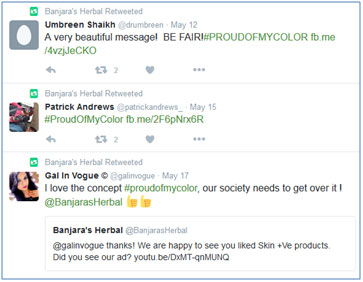 Banjara's Herbal Retweeted
Umbreen Shaikh @drumbreen · May 12
A very beautiful message! BE FAIR!#PROUDOFMYCOLOR fb.me
/4vzjJeCKO
2
Banjara's Herbal Retweeted
Patrick Andrews @patrickandrews_ · May 15
#ProudOfMyColor fb.me/2F6pNrx6R
2
Banjara's Herbal Retweeted
Gal In Vogue © @galinvogue · May 17
I love the concept #proudofmycolor, our society needs to get over it !
@BanjarasHerbal 👍👍
Banjara's Herbal @BanjarasHerbal
@galinvogue thanks! We are happy to see you liked Skin +Ve products.
Did you see our ad? youtu.be/DxMT-qnMUNQ